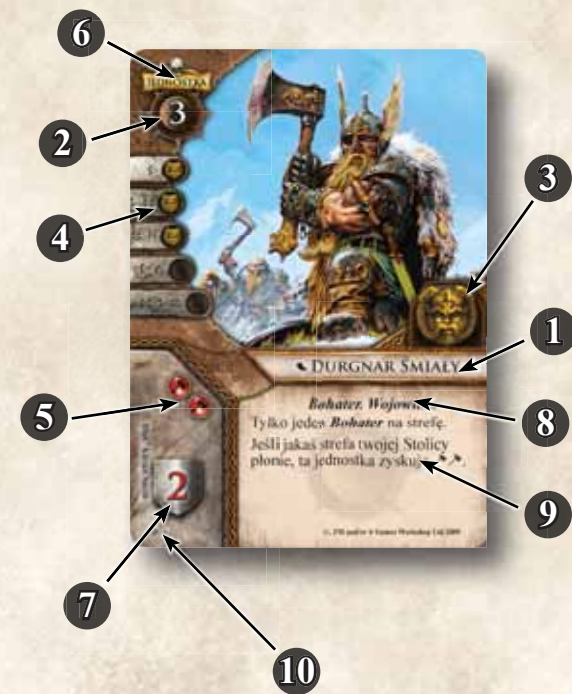 6
JEDNOSTKA
3
2
4
3
1
DURGNAR ŚMIAŁY
5
Bohater.
8
Tylko jeden Bohater na strefę.
Jeśli jakaś strefa twojej Stolicy
płonie, ta jednostka zyskuje
9
2
7
10